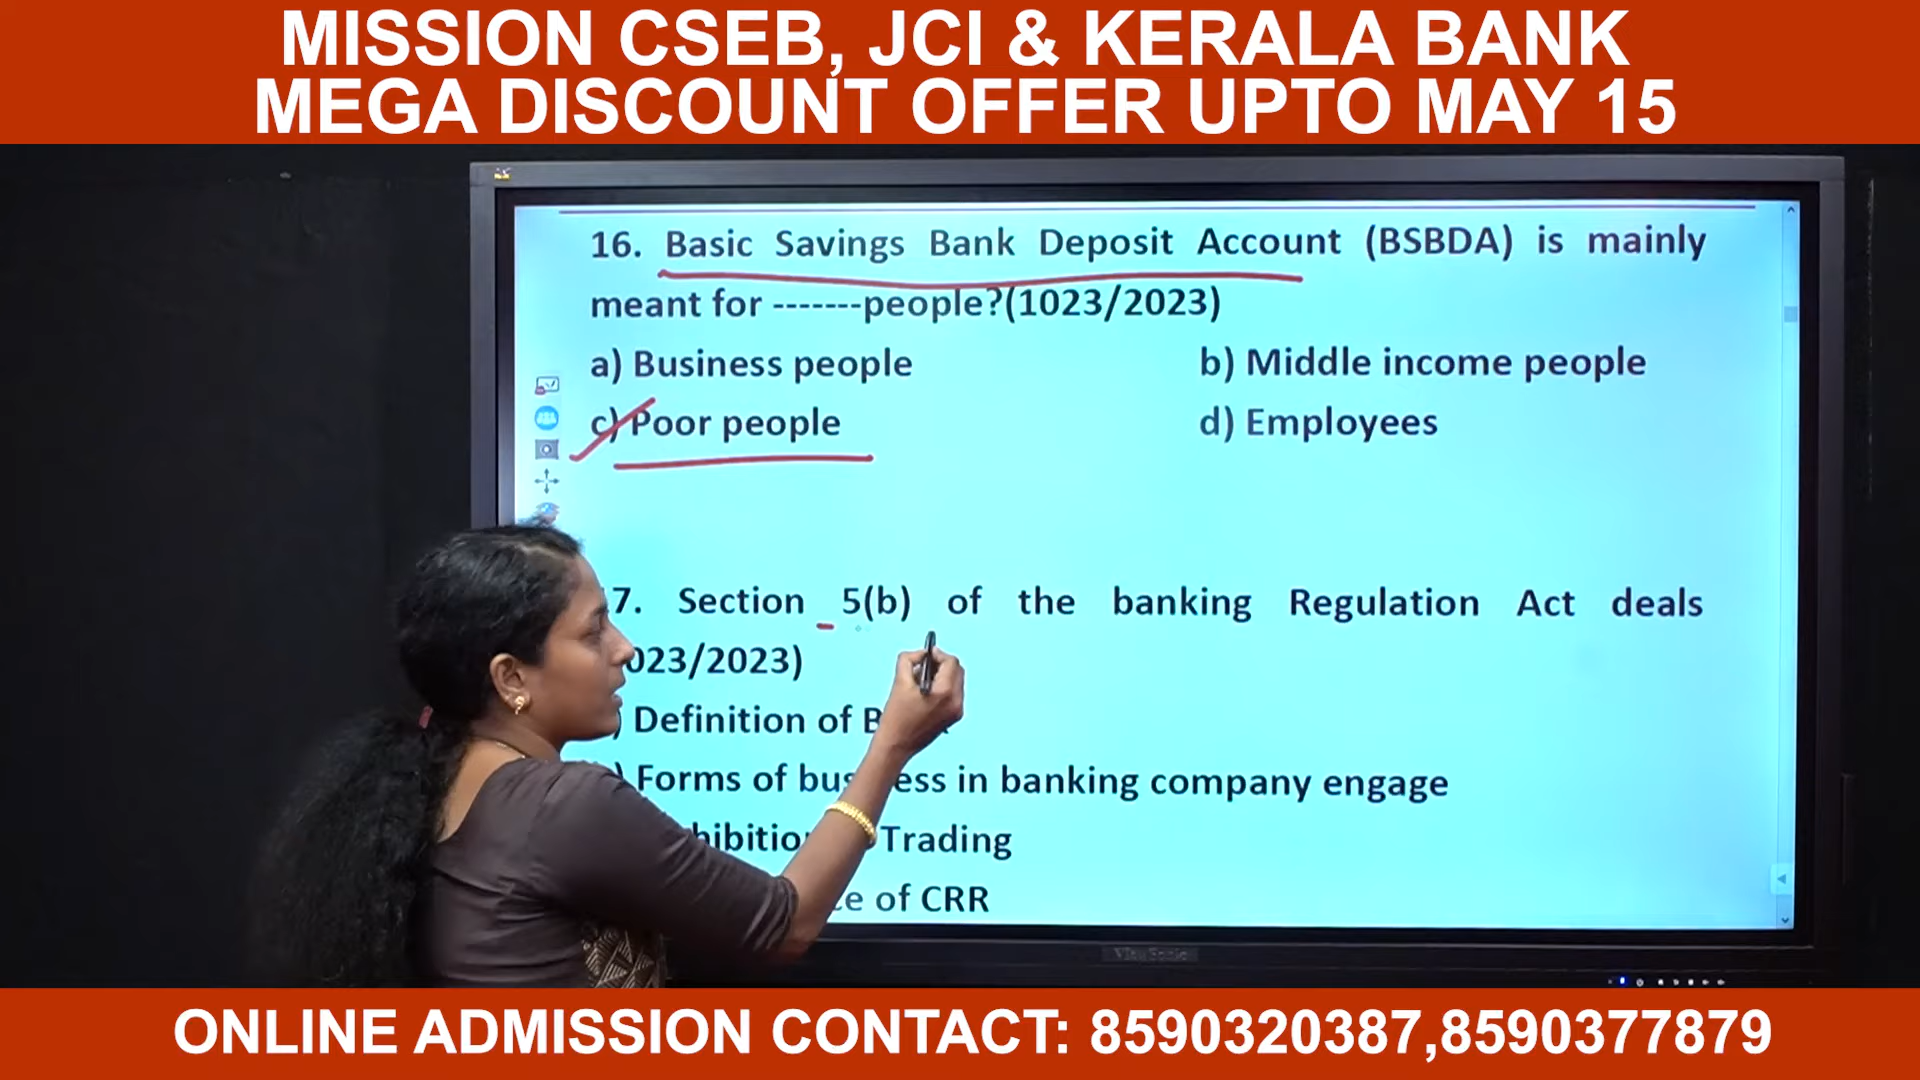 MISSION CSEB, JCI & KERALA BANK
MEGA DISCOUNT OFFER UPTO MAY 15
16. Basic Savings Bank Deposit Account (BSBDA) is mainly
meant for -------people?(1023/2023)
a) Business people
b) Middle income people
c) Poor people
d) Employees
7. Section 5(b) of the banking Regulation Act deals
023/2023)
) Definition of
) Forms of business in banking company engage
Trading
of CRR
ViewSonic
ONLINE ADMISSION CONTACT: 8590320387,8590377879